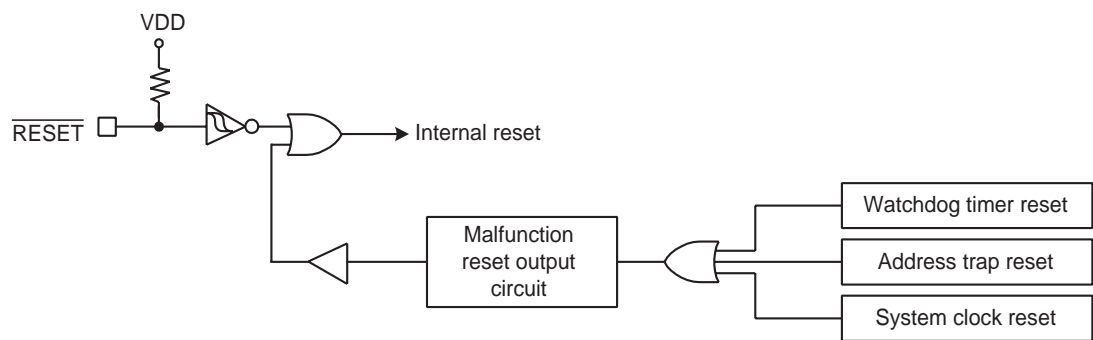 VDD
RESET
Internal reset
Malfunction
reset output
circuit
Watchdog timer reset
Address trap reset
System clock reset